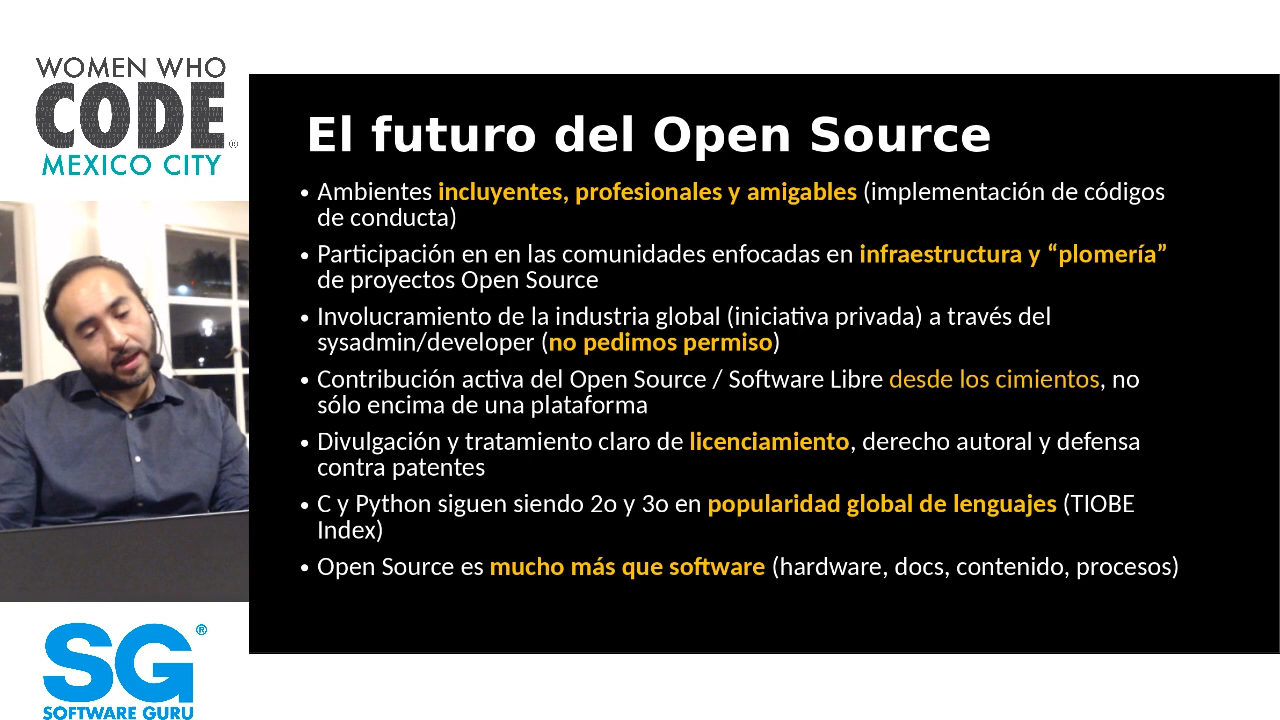 WOMEN WHO
CODE®
MEXICO CITY
El futuro del Open Source
• Ambientes incluyentes, profesionales y amigables (implementación de códigos
de conducta)
• Participación en en las comunidades enfocadas en infraestructura y “plomería”
de proyectos Open Source
• Involucramiento de la industria global (iniciativa privada) a través del
sysadmin/developer (no pedimos permiso)
• Contribución activa del Open Source / Software Libre desde los cimientos, no
sólo encima de una plataforma
• Divulgación y tratamiento claro de licenciamiento, derecho autoral y defensa
contra patentes
• C y Python siguen siendo 2o y 3o en popularidad global de lenguajes (TIOBE
Index)
• Open Source es mucho más que software (hardware, docs, contenido, procesos)
SG®
SOFTWARE GURU